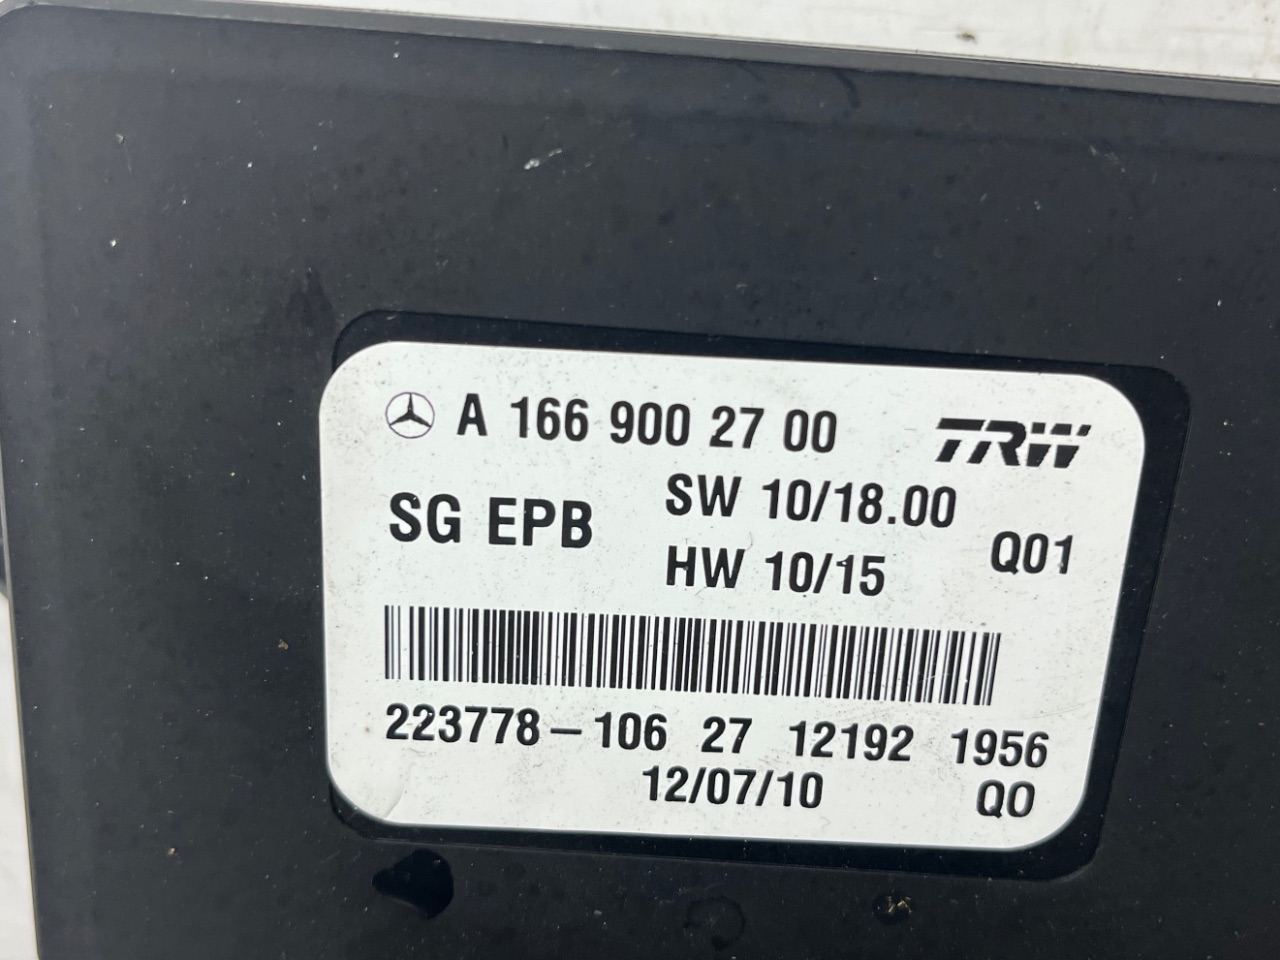 A 166 900 27 00 TRW
SG EPB SW 10/18.00
HW 10/15 Q01
223778-106 27 12192 1956
12/07/10 QO